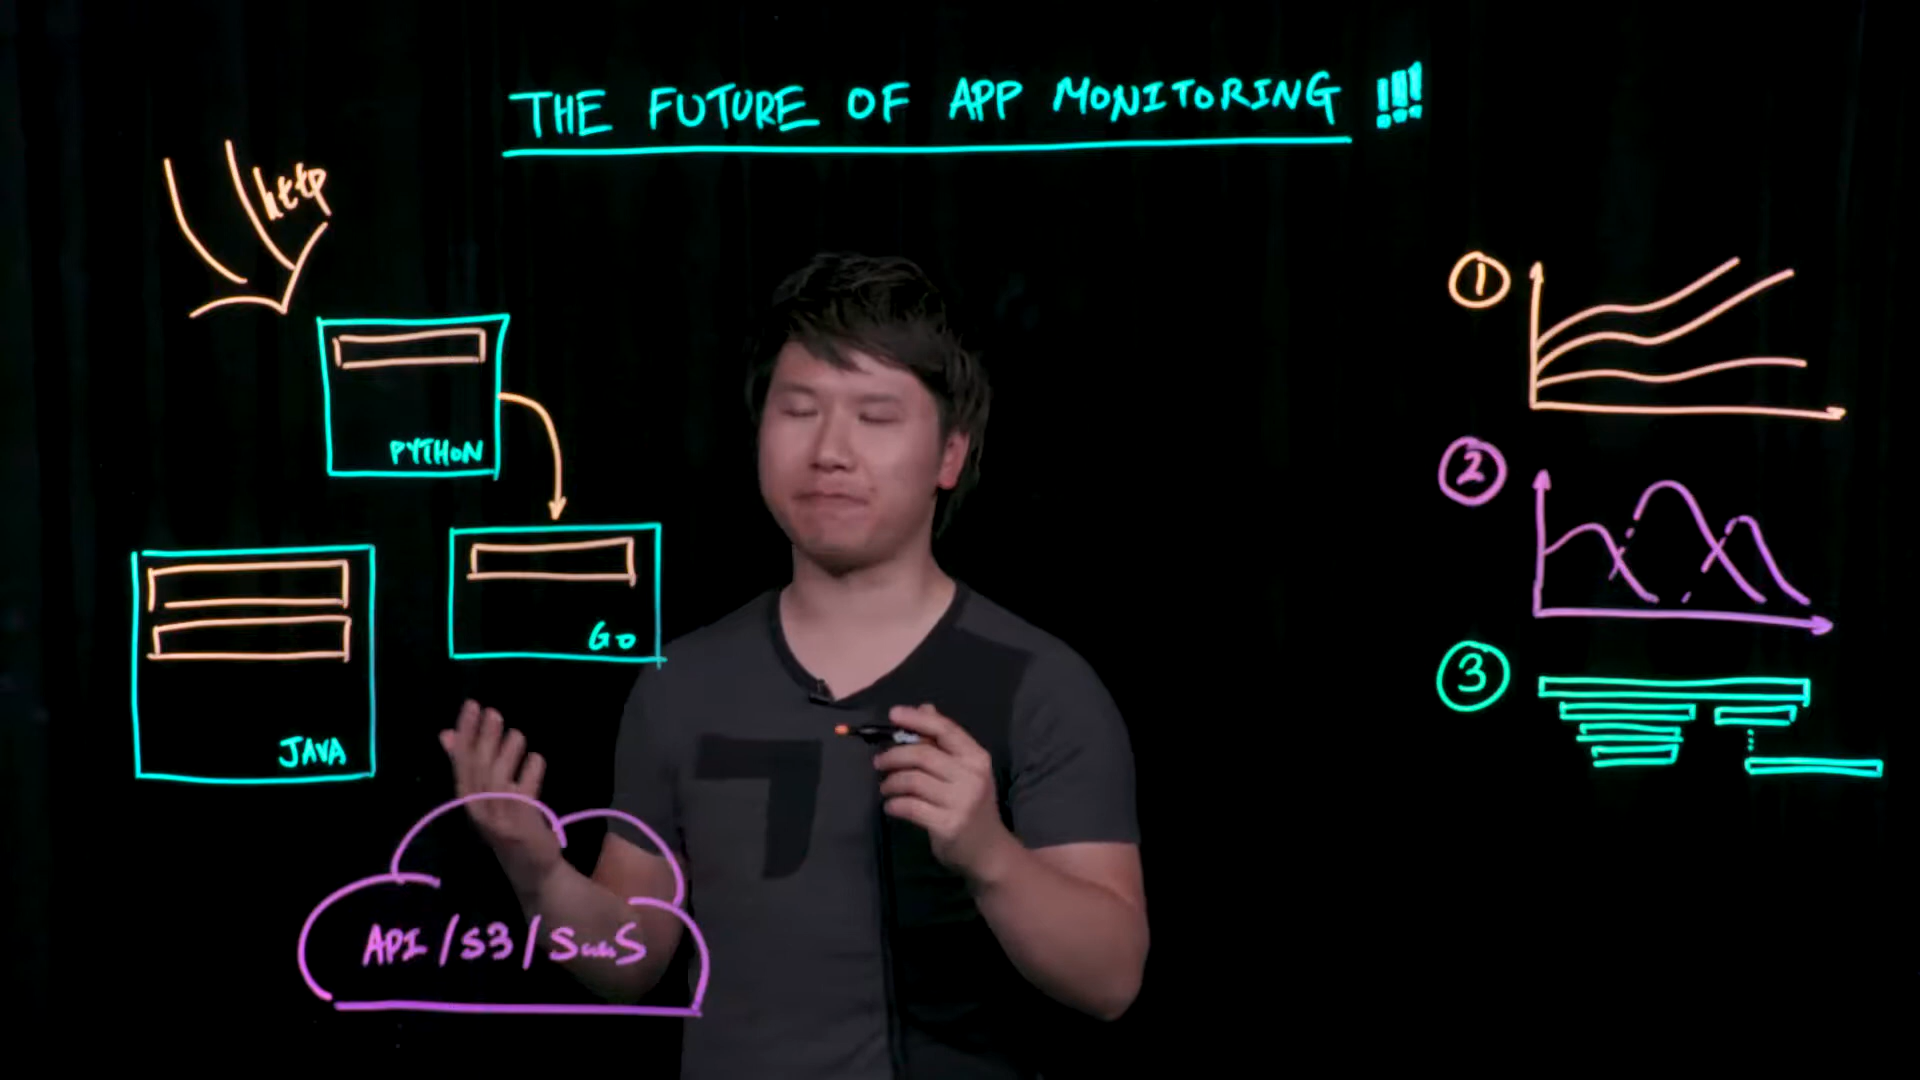 THE FUTURE OF APP MONITORING !!!
http
PYTHON
GO
JAVA
API/S3/SaaS
1
2
3